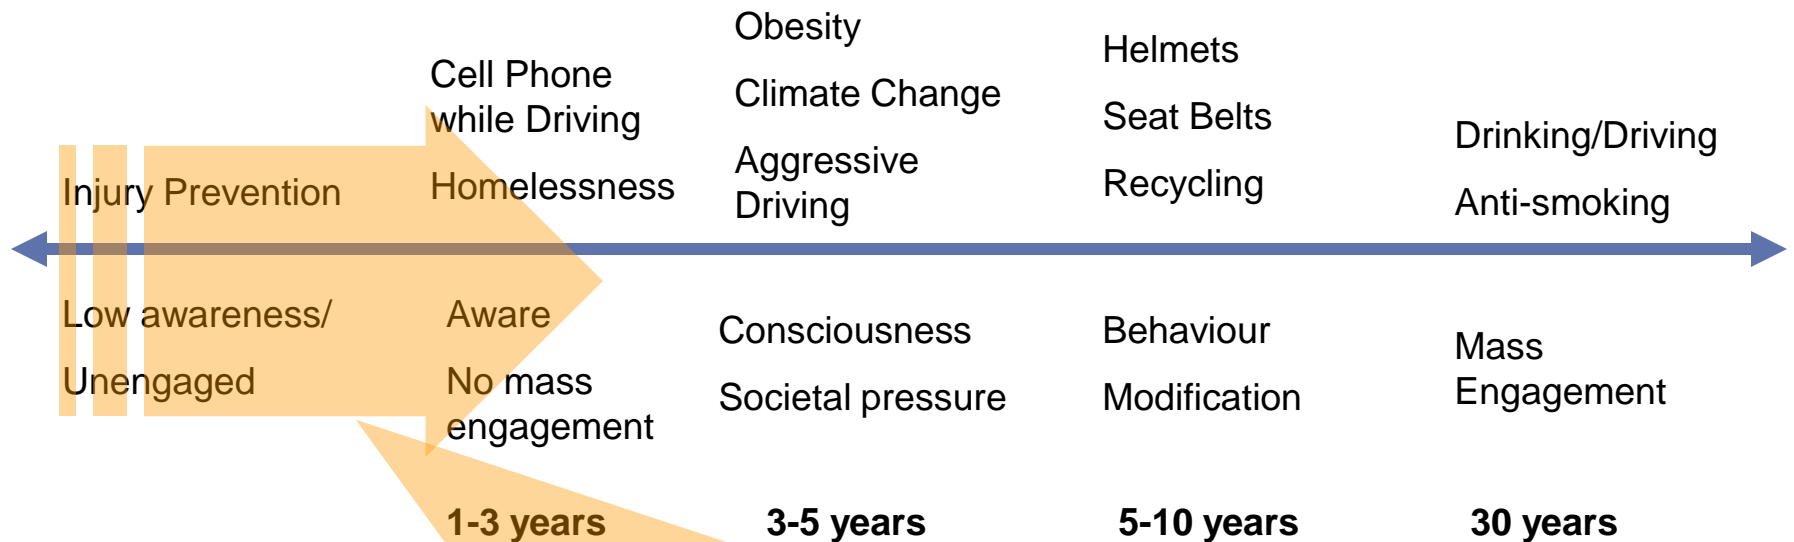 Injury Prevention
Cell Phone
while Driving
Homelessness
Obesity
Climate Change
Aggressive
Driving
Helmets
Seat Belts
Recycling
Drinking/Driving
Anti-smoking
Low awareness/
Unengaged
Aware
No mass
engagement
Consciousness
Societal pressure
Behaviour
Modification
Mass
Engagement
1-3 years
3-5 years
5-10 years
30 years